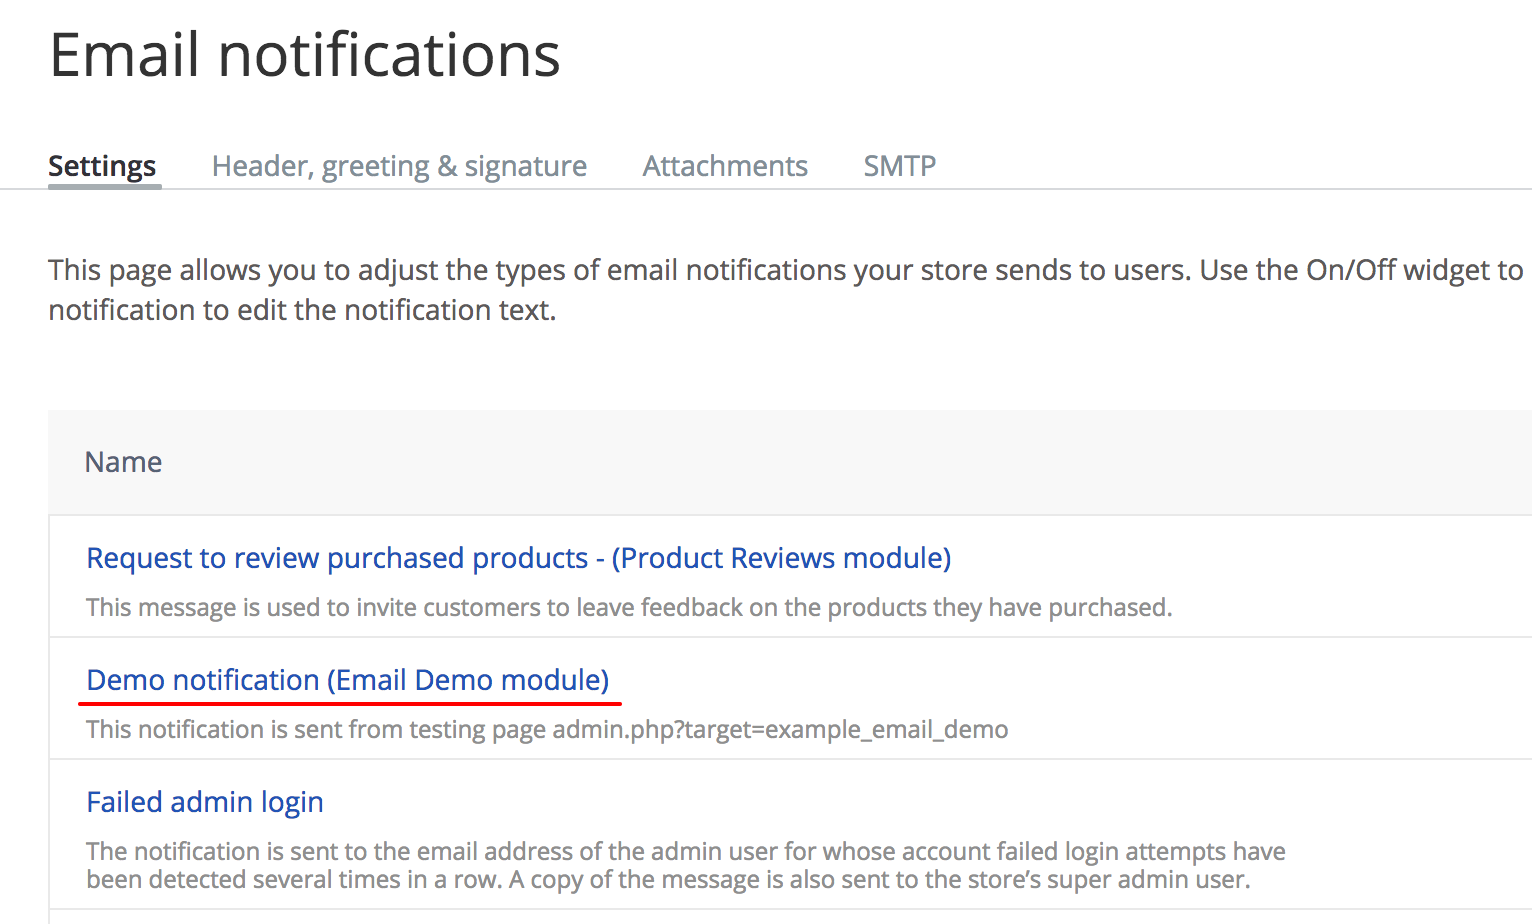 Email notifications
Settings Header, greeting & signature Attachments SMTP
This page allows you to adjust the types of email notifications your store sends to users. Use the On/Off widget to
notification to edit the notification text.
Name
Request to review purchased products - (Product Reviews module)
This message is used to invite customers to leave feedback on the products they have purchased.
Demo notification (Email Demo module)
This notification is sent from testing page admin.php?target=example_email_demo
Failed admin login
The notification is sent to the email address of the admin user for whose account failed login attempts have
been detected several times in a row. A copy of the message is also sent to the store’s super admin user.